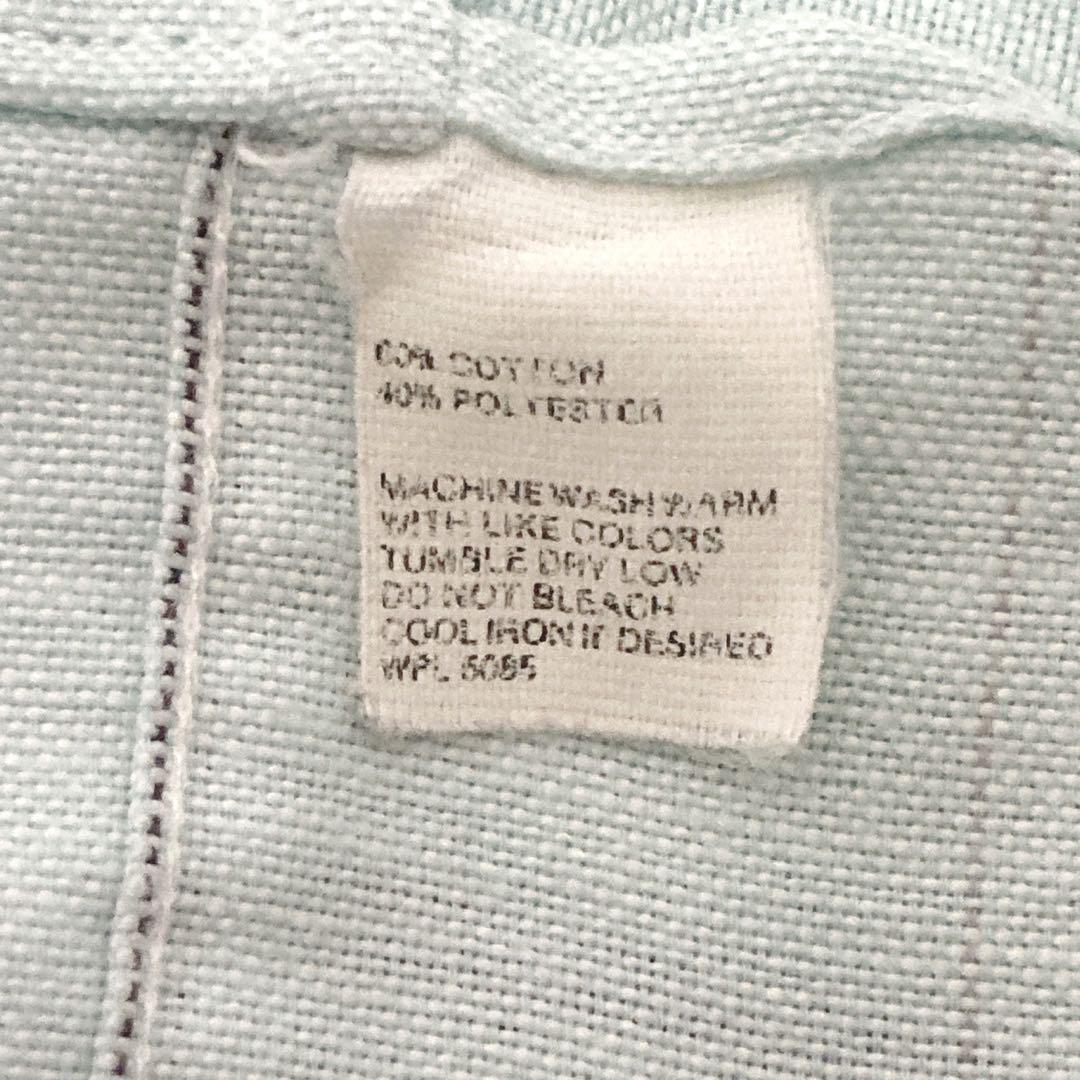 60% COTTON
40% POLYESTER
MACHINE WASH WARM
WITH LIKE COLORS
TUMBLE DRY LOW
DO NOT BLEACH
COOL IRON IF DESIRED
WPL 5085